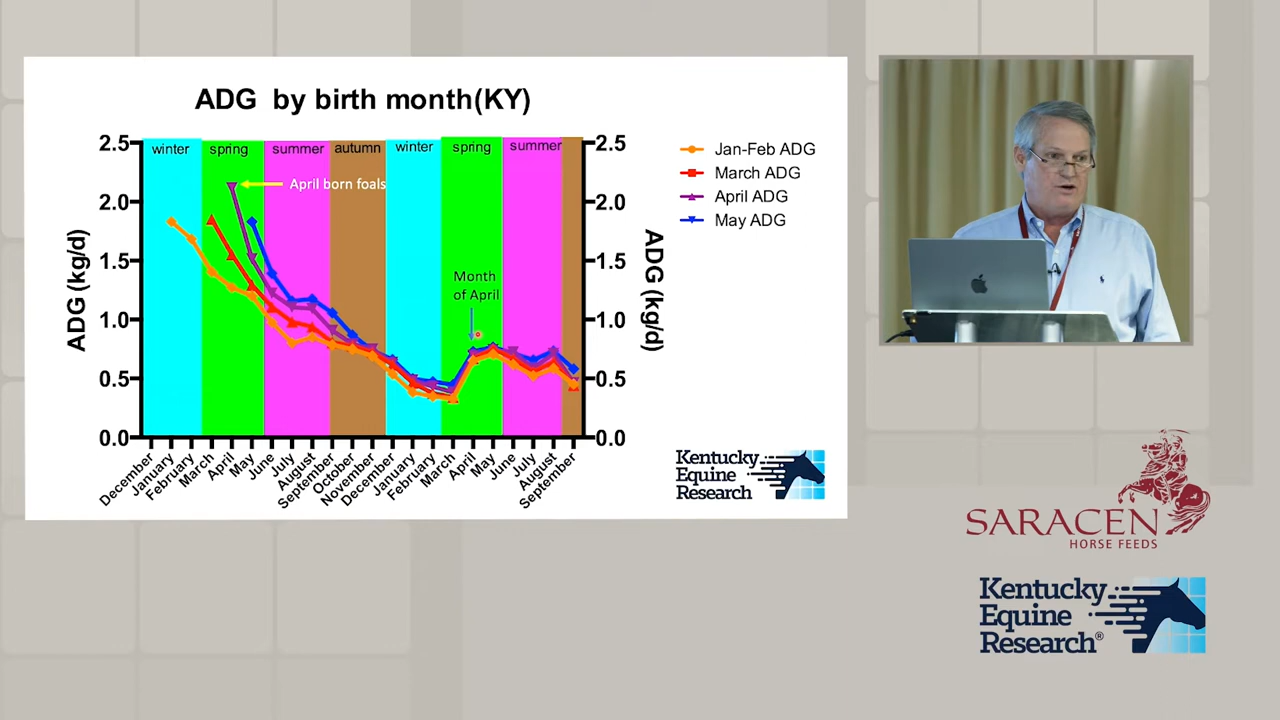 ADG by birth month(KY)
winter spring summer autumn winter spring summer
2.5 2.5
2.0 2.0
1.5 1.5
1.0 1.0
0.5 0.5
0.0 0.0
ADG (kg/d)
ADG (kg/d)
April born foals
Month
of April
December
January
February
March
April
May
June
July
August
September
October
November
December
January
February
March
April
May
June
July
August
September
Jan-Feb ADG
March ADG
April ADG
May ADG
Kentucky
Equine
Research
SARACEN
HORSE FEEDS
Kentucky
Equine
Research®